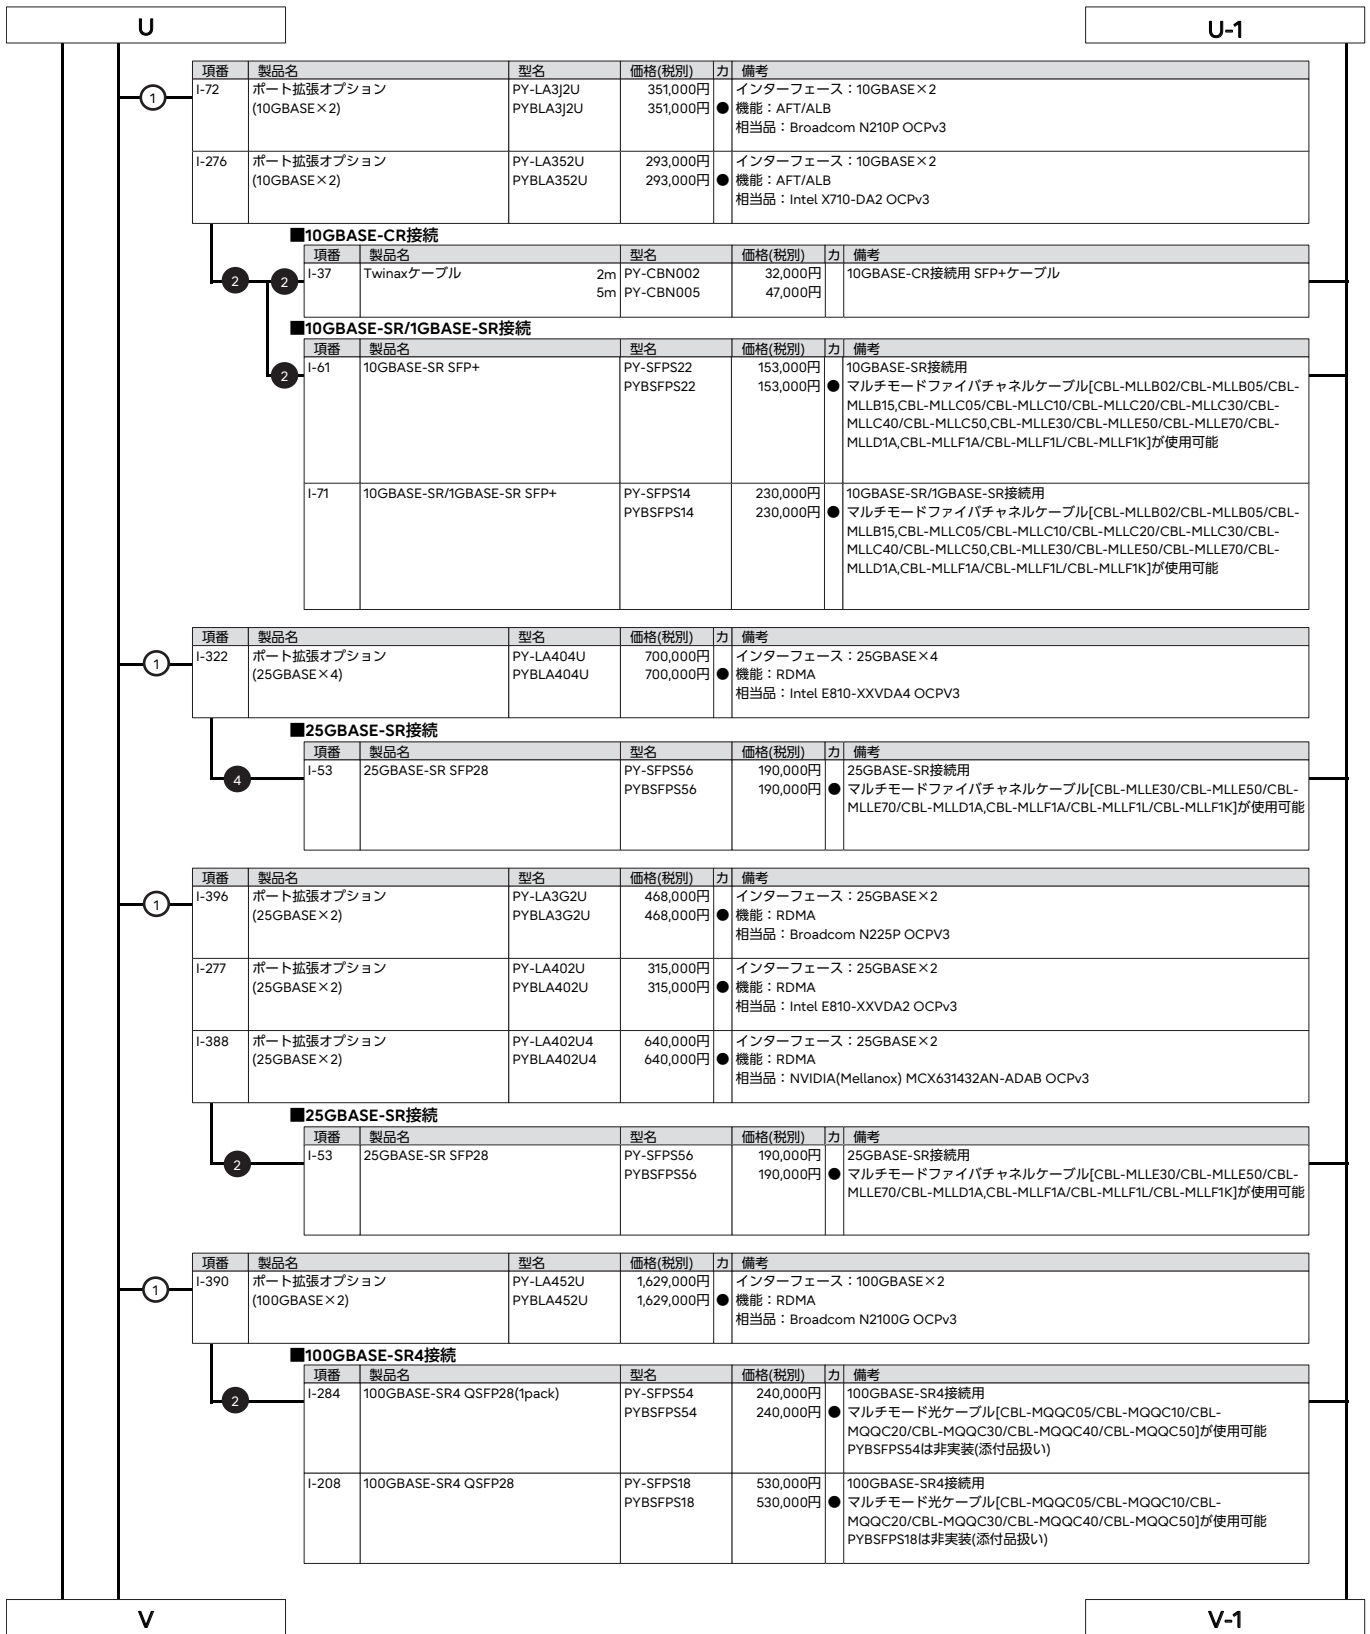 U
U-1
項番 製品名 型名 価格(税別) カ 備考
① I-72 ポート拡張オプション PY-LA3J2U 351,000円 インターフェース：10GBASE×2
(10GBASE×2) PYBLA3J2U 351,000円 ● 機能：AFT/ALB
相当品：Broadcom N210P OCPv3
I-276 ポート拡張オプション PY-LA352U 293,000円 インターフェース：10GBASE×2
(10GBASE×2) PYBLA352U 293,000円 ● 機能：AFT/ALB
相当品：Intel X710-DA2 OCPv3
■10GBASE-CR接続
項番 製品名 型名 価格(税別) カ 備考
2 2 I-37 Twinaxケーブル 2m PY-CBN002 32,000円 10GBASE-CR接続用 SFP+ケーブル
5m PY-CBN005 47,000円
■10GBASE-SR/1GBASE-SR接続
項番 製品名 型名 価格(税別) カ 備考
2 I-61 10GBASE-SR SFP+ PY-SFPS22 153,000円 10GBASE-SR接続用
PYBSFPS22 153,000円 ● マルチモードファイバチャネルケーブル[CBL-MLLB02/CBL-MLLB05/CBL-
MLLB15,CBL-MLLC05/CBL-MLLC10/CBL-MLLC20/CBL-MLLC30/CBL-
MLLC40/CBL-MLLC50,CBL-MLLE30/CBL-MLLE50/CBL-MLLE70/CBL-
MLLD1A,CBL-MLLF1A/CBL-MLLF1L/CBL-MLLF1K]が使用可能
I-71 10GBASE-SR/1GBASE-SR SFP+ PY-SFPS14 230,000円 10GBASE-SR/1GBASE-SR接続用
PYBSFPS14 230,000円 ● マルチモードファイバチャネルケーブル[CBL-MLLB02/CBL-MLLB05/CBL-
MLLB15,CBL-MLLC05/CBL-MLLC10/CBL-MLLC20/CBL-MLLC30/CBL-
MLLC40/CBL-MLLC50,CBL-MLLE30/CBL-MLLE50/CBL-MLLE70/CBL-
MLLD1A,CBL-MLLF1A/CBL-MLLF1L/CBL-MLLF1K]が使用可能
項番 製品名 型名 価格(税別) カ 備考
① I-322 ポート拡張オプション PY-LA404U 700,000円 インターフェース：25GBASE×4
(25GBASE×4) PYBLA404U 700,000円 ● 機能：RDMA
相当品：Intel E810-XXVDA4 OCPV3
■25GBASE-SR接続
項番 製品名 型名 価格(税別) カ 備考
4 I-53 25GBASE-SR SFP28 PY-SFPS56 190,000円 25GBASE-SR接続用
PYBSFPS56 190,000円 ● マルチモードファイバチャネルケーブル[CBL-MLLE30/CBL-MLLE50/CBL-
MLLE70/CBL-MLLD1A,CBL-MLLF1A/CBL-MLLF1L/CBL-MLLF1K]が使用可能
項番 製品名 型名 価格(税別) カ 備考
① I-396 ポート拡張オプション PY-LA3G2U 468,000円 インターフェース：25GBASE×2
(25GBASE×2) PYBLA3G2U 468,000円 ● 機能：RDMA
相当品：Broadcom N225P OCPV3
I-277 ポート拡張オプション PY-LA402U 315,000円 インターフェース：25GBASE×2
(25GBASE×2) PYBLA402U 315,000円 ● 機能：RDMA
相当品：Intel E810-XXVDA2 OCPv3
I-388 ポート拡張オプション PY-LA402U4 640,000円 インターフェース：25GBASE×2
(25GBASE×2) PYBLA402U4 640,000円 ● 機能：RDMA
相当品：NVIDIA(Mellanox) MCX631432AN-ADAB OCPv3
■25GBASE-SR接続
項番 製品名 型名 価格(税別) カ 備考
2 I-53 25GBASE-SR SFP28 PY-SFPS56 190,000円 25GBASE-SR接続用
PYBSFPS56 190,000円 ● マルチモードファイバチャネルケーブル[CBL-MLLE30/CBL-MLLE50/CBL-
MLLE70/CBL-MLLD1A,CBL-MLLF1A/CBL-MLLF1L/CBL-MLLF1K]が使用可能
項番 製品名 型名 価格(税別) カ 備考
① I-390 ポート拡張オプション PY-LA452U 1,629,000円 インターフェース：100GBASE×2
(100GBASE×2) PYBLA452U 1,629,000円 ● 機能：RDMA
相当品：Broadcom N2100G OCPv3
■100GBASE-SR4接続
項番 製品名 型名 価格(税別) カ 備考
2 I-284 100GBASE-SR4 QSFP28(1pack) PY-SFPS54 240,000円 100GBASE-SR4接続用
PYBSFPS54 240,000円 ● マルチモード光ケーブル[CBL-MQQC05/CBL-MQQC10/CBL-
MQQC20/CBL-MQQC30/CBL-MQQC40/CBL-MQQC50]が使用可能
PYBSFPS54は非実装(添付品扱い)
I-208 100GBASE-SR4 QSFP28 PY-SFPS18 530,000円 100GBASE-SR4接続用
PYBSFPS18 530,000円 ● マルチモード光ケーブル[CBL-MQQC05/CBL-MQQC10/CBL-
MQQC20/CBL-MQQC30/CBL-MQQC40/CBL-MQQC50]が使用可能
PYBSFPS18は非実装(添付品扱い)
V
V-1